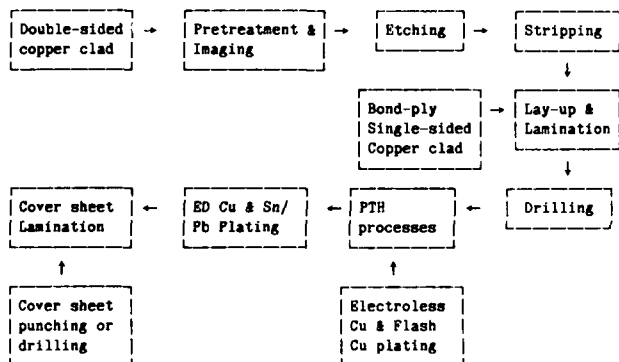 Double-sided
copper clad
Pretreatment &
Imaging
Etching
Stripping
Bond-ply
Single-sided
Copper clad
Lay-up &
Lamination
Cover sheet
Lamination
ED Cu & Sn/
Pb Plating
PTH
processes
Drilling
Cover sheet
punching or
drilling
Electroless
Cu & Flash
Cu plating